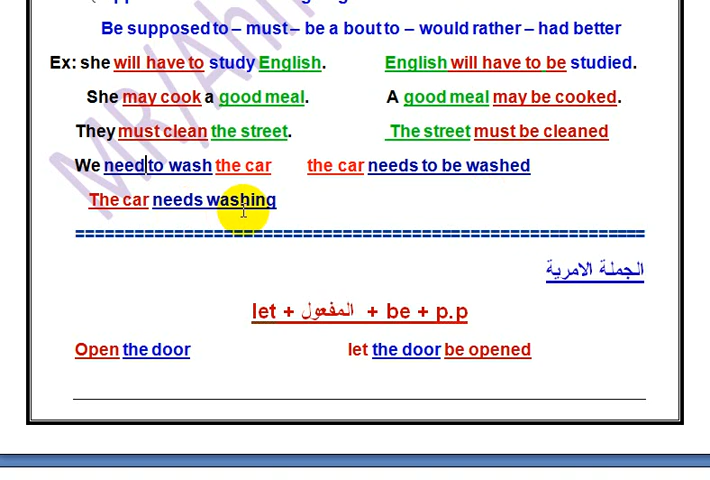 Be supposed to – must – be a bout to – would rather – had better
Ex: she will have to study English. English will have to be studied.
She may cook a good meal. A good meal may be cooked.
They must clean the street. The street must be cleaned
We need to wash the car the car needs to be washed
The car needs washing
الجملة الامرية
let + المفعول + be + p.p
Open the door let the door be opened